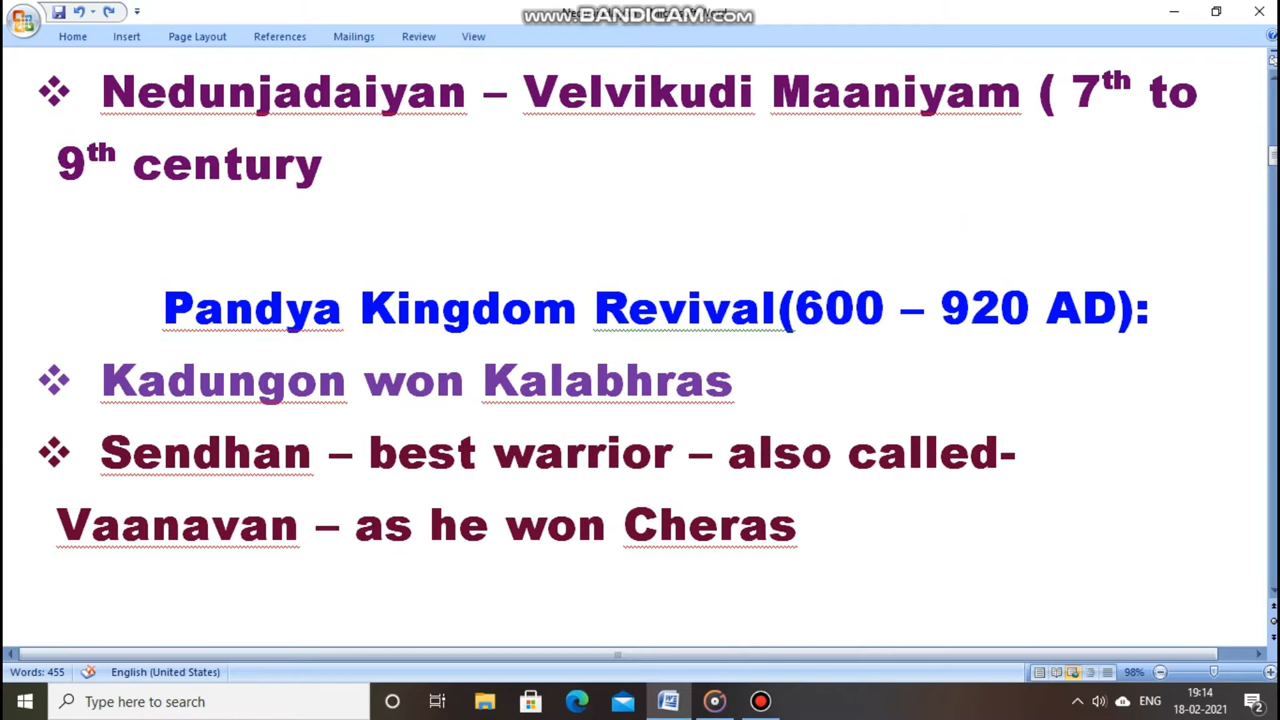 www.BANDICAM.com
Home Insert Page Layout References Mailings Review View
❖ Nedunjadaiyan – Velvikudi Maaniyam ( 7th to
9th century
Pandya Kingdom Revival(600 – 920 AD):
❖ Kadungon won Kalabhras
❖ Sendhan – best warrior – also called-
Vaanavan – as he won Cheras
Words: 455 English (United States) 98%
Type here to search ENG 19:14
18-02-2021 2